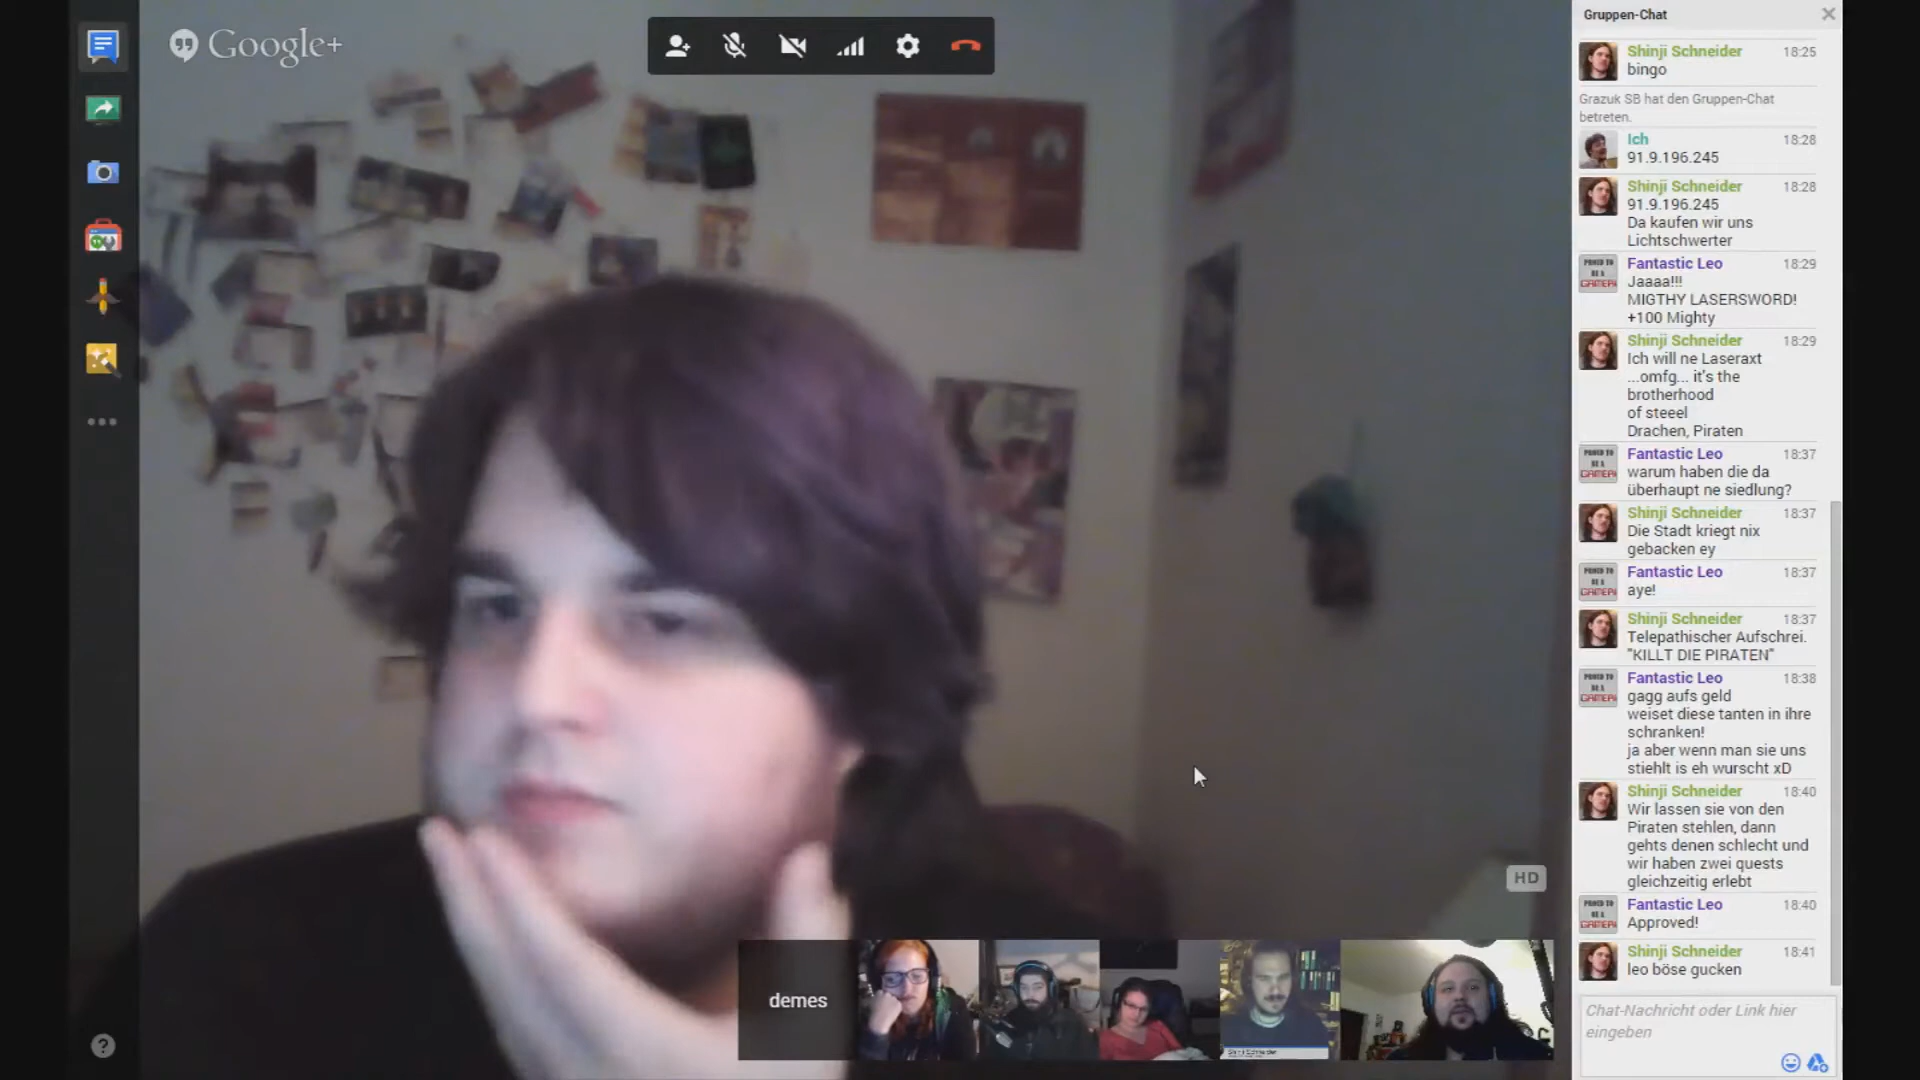 Google+
Gruppen-Chat
Shinji Schneider 18:25
bingo
Grazuk SB hat den Gruppen-Chat
betreten.
Ich 18:28
91.9.196.245
Shinji Schneider 18:28
91.9.196.245
Da kaufen wir uns
Lichtschwerter
Fantastic Leo 18:29
Jaaaa!!!
MIGTHY LASERSWORD!
+100 Mighty
Shinji Schneider 18:29
Ich will ne Laseraxt
...omfg... it's the
brotherhood
of steeel
Drachen, Piraten
Fantastic Leo 18:37
warum haben die da
überhaupt ne siedlung?
Shinji Schneider 18:37
Die Stadt kriegt nix
gebacken ey
Fantastic Leo 18:37
aye!
Shinji Schneider 18:37
Telepathischer Aufschrei.
"KILLT DIE PIRATEN"
Fantastic Leo 18:38
gagg aufs geld
weiset diese tanten in ihre
schranken!
ja aber wenn man sie uns
stiehlt is eh wurscht xD
Shinji Schneider 18:40
Wir lassen sie von den
Piraten stehlen, dann
gehts denen schlecht und
wir haben zwei quests
gleichzeitig erlebt
Fantastic Leo 18:40
Approved!
Shinji Schneider 18:41
leo böse gucken
Chat-Nachricht oder Link hier
eingeben
HD
demes
Shinji Schneider